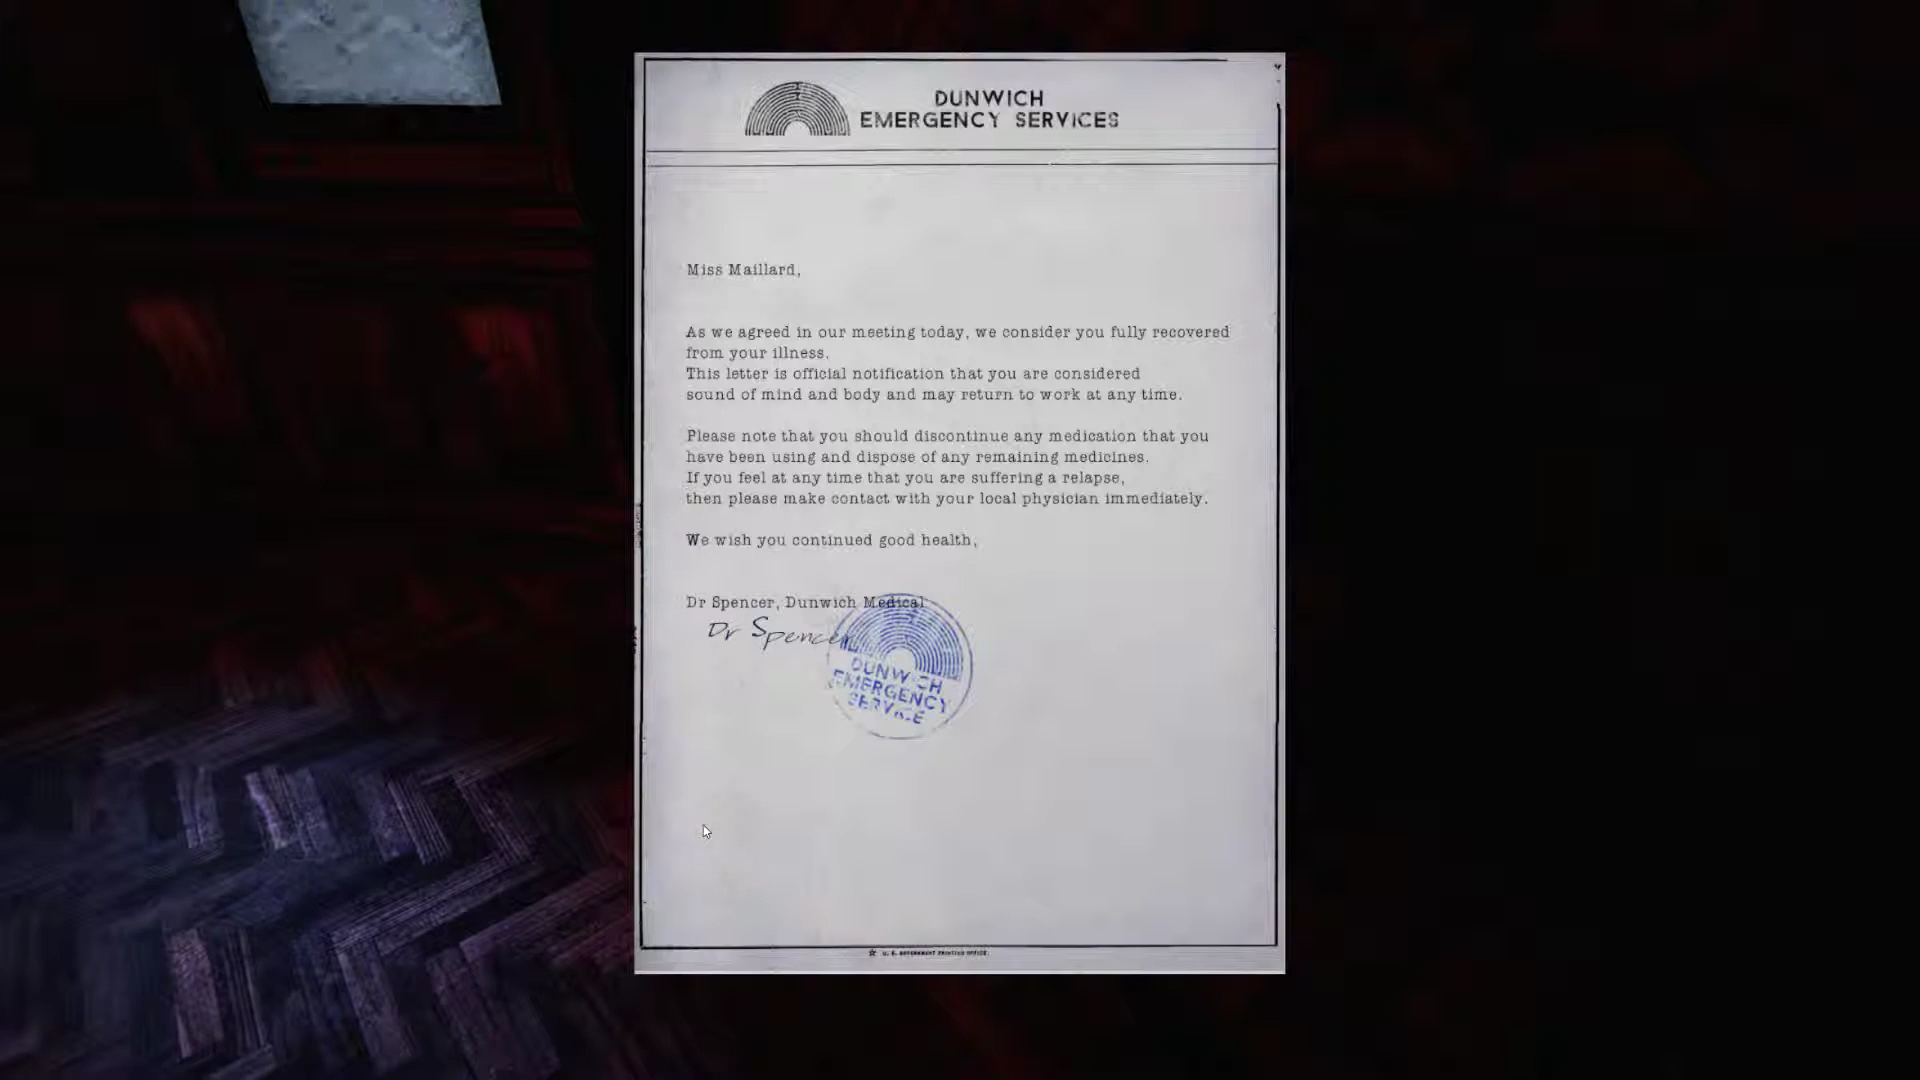 DUNWICH
EMERGENCY SERVICES
Miss Maillard,
As we agreed in our meeting today, we consider you fully recovered
from your illness.
This letter is official notification that you are considered
sound of mind and body and may return to work at any time.
Please note that you should discontinue any medication that you
have been using and dispose of any remaining medicines.
If you feel at any time that you are suffering a relapse,
then please make contact with your local physician immediately.
We wish you continued good health,
Dr Spencer, Dunwich Medical
Dr Spencer
DUNWICH
EMERGENCY
SERVICE
U. S. GOVERNMENT PRINTING OFFICE